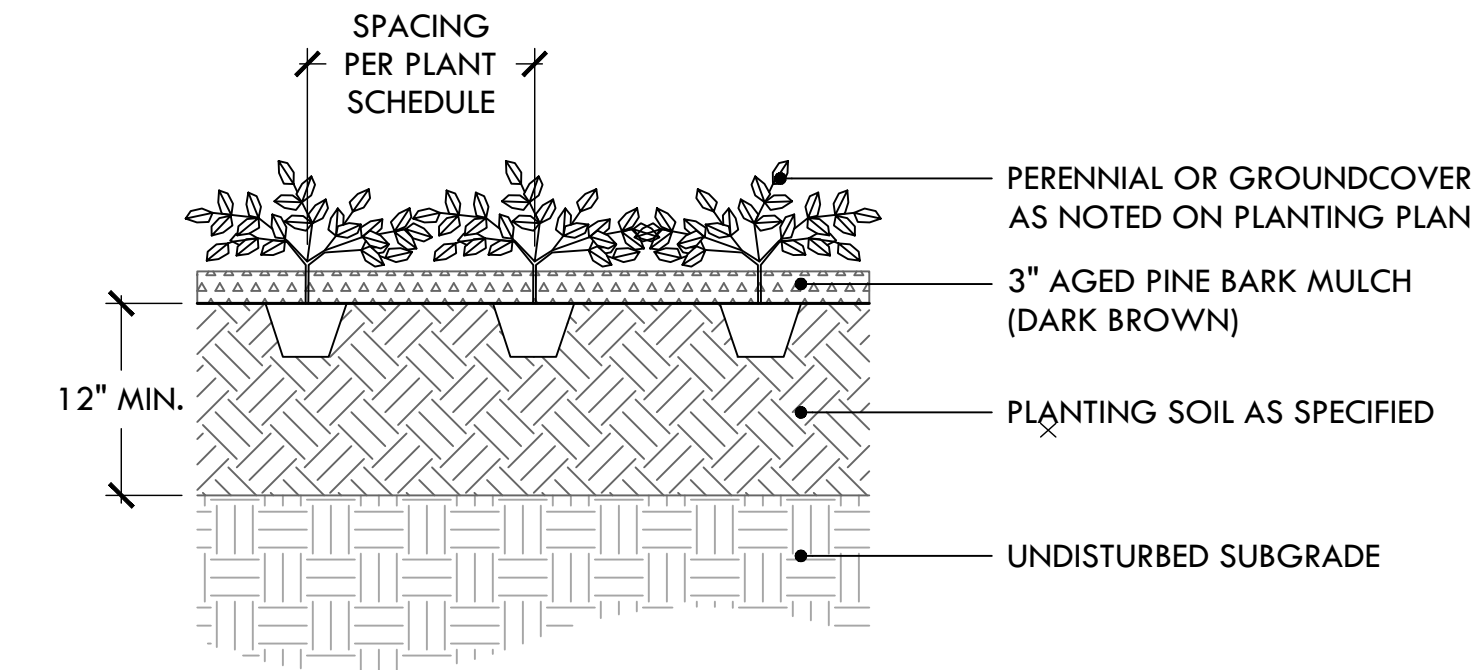 SPACING
PER PLANT
SCHEDULE
PERENNIAL OR GROUNDCOVER
AS NOTED ON PLANTING PLAN
3" AGED PINE BARK MULCH
(DARK BROWN)
12" MIN.
PLANTING SOIL AS SPECIFIED
UNDISTURBED SUBGRADE